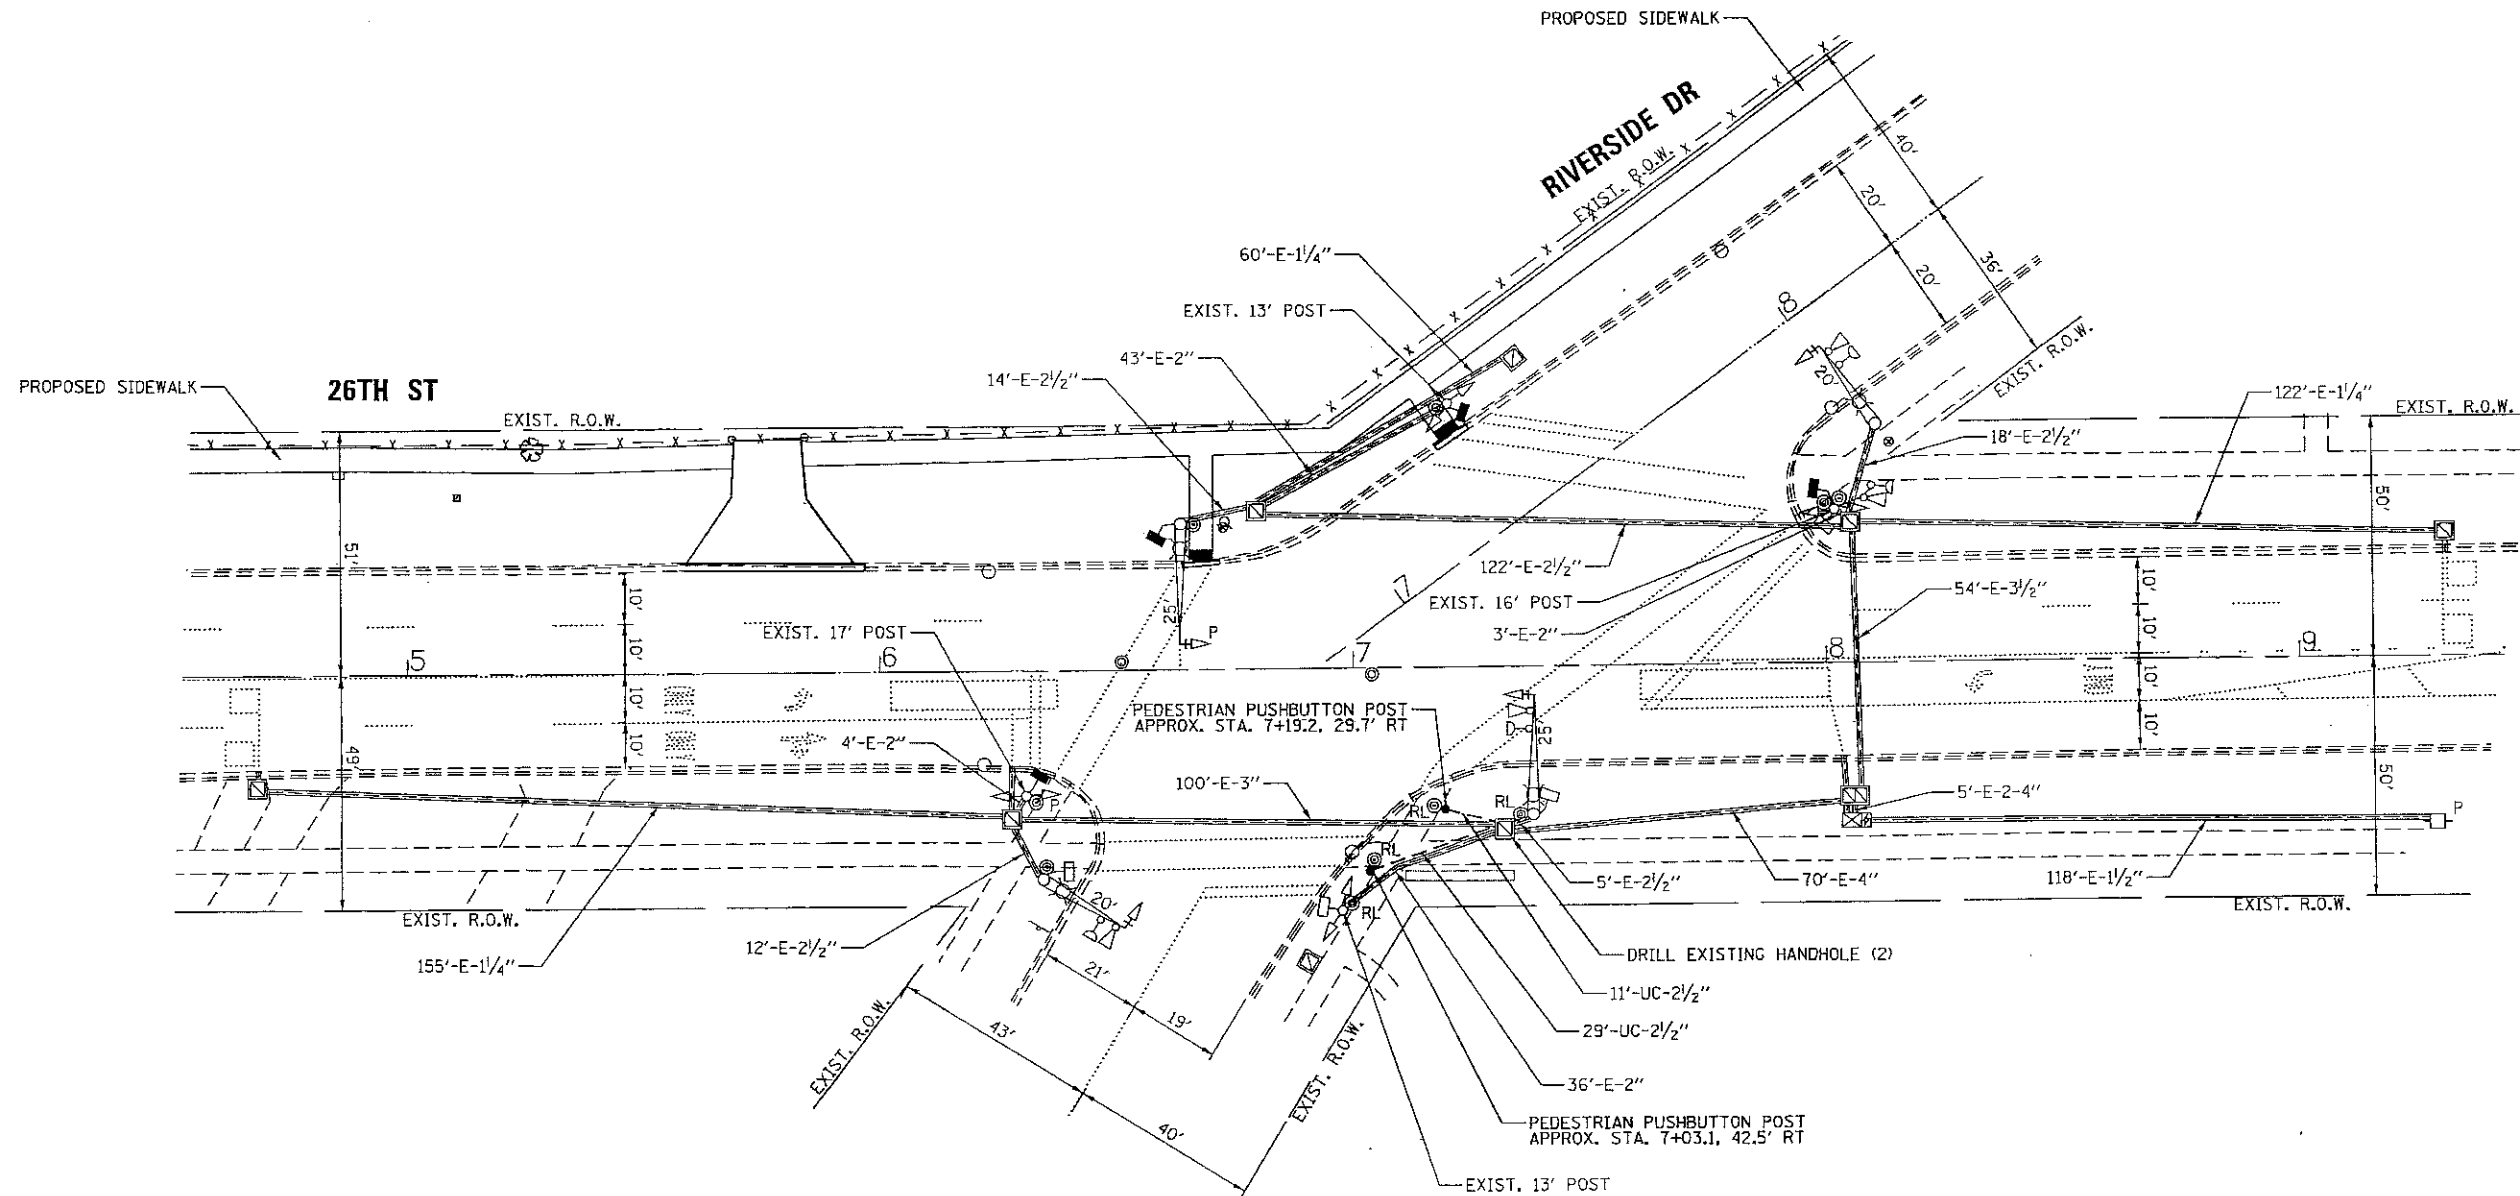 PROPOSED SIDEWALK
RIVERSIDE DR
EXIST. R.O.W.
40'
20'
20'
36'
EXIST. R.O.W.
8
60'-E-1¼"
EXIST. 13' POST
43'-E-2"
14'-E-2½"
20'
PROPOSED SIDEWALK
26TH ST
EXIST. R.O.W.
122'-E-1¼"
EXIST. R.O.W.
18'-E-2½"
50'
51'
122'-E-2½"
7
EXIST. 16' POST
54'-E-3½"
3'-E-2"
10'
10'
10'
10'
25'
P
EXIST. 17' POST
5
6
7
8
9
10'
10'
10'
10'
PEDESTRIAN PUSHBUTTON POST
APPROX. STA. 7+19.2, 29.7' RT
D
25'
4'-E-2"
49'
50'
100'-E-3"
P
RL
RL
5'-E-2-4"
P
RL
5'-E-2½"
70'-E-4"
118'-E-1½"
20'
RL
EXIST. R.O.W.
EXIST. R.O.W.
12'-E-2½"
155'-E-1¼"
DRILL EXISTING HANDHOLE (2)
21'
19'
11'-UC-2½"
EXIST. R.O.W.
43'
29'-UC-2½"
EXIST. R.O.W.
36'-E-2"
40'
PEDESTRIAN PUSHBUTTON POST
APPROX. STA. 7+03.1, 42.5' RT
EXIST. 13' POST